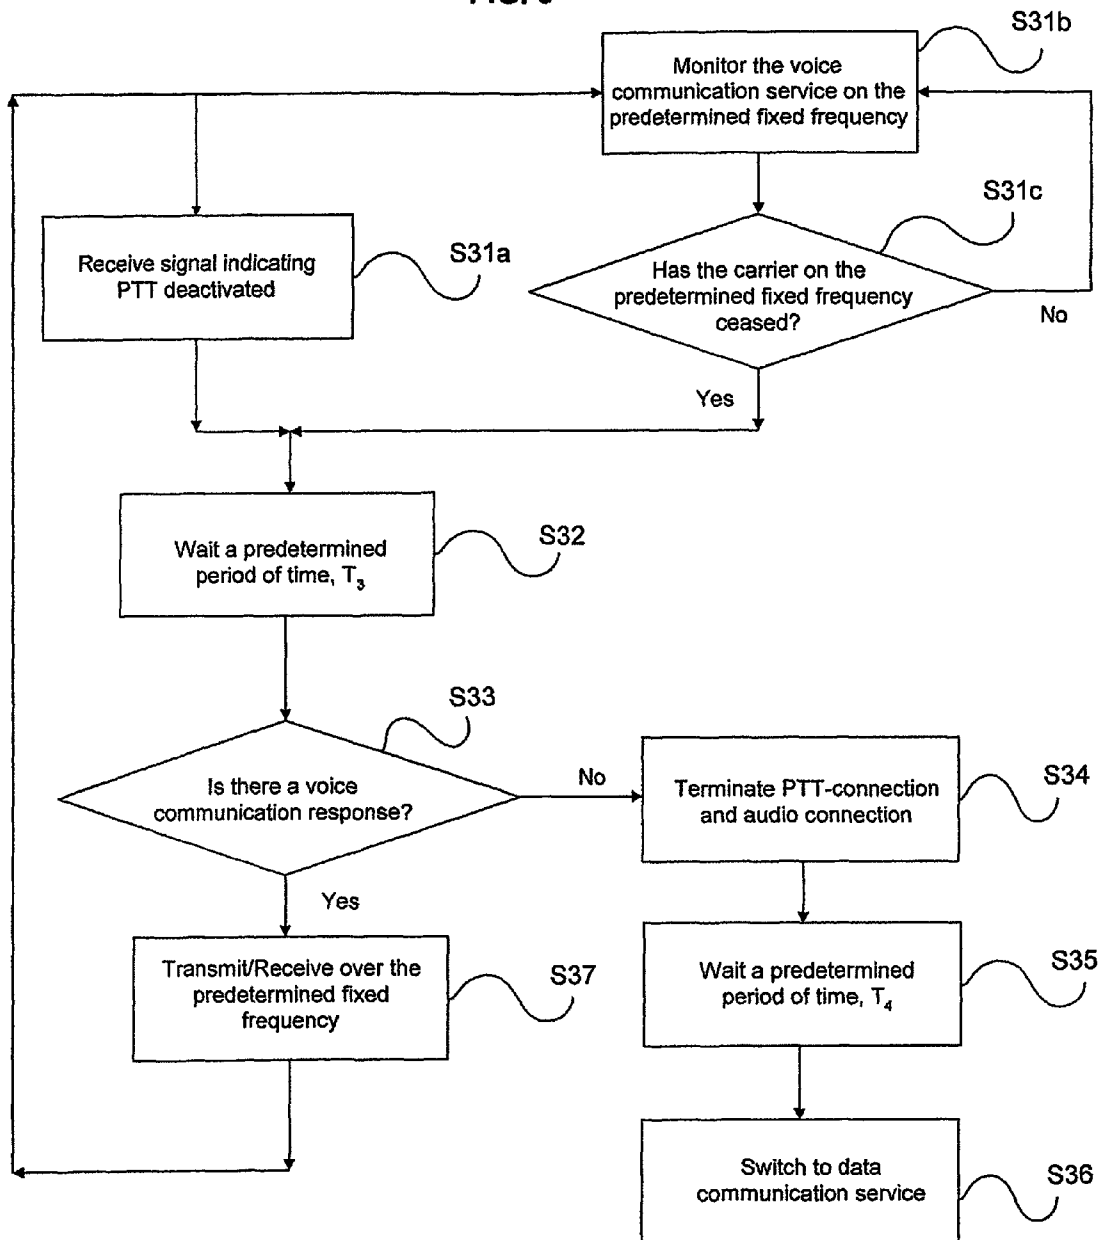 S31b
Monitor the voice
communication service on the
predetermined fixed frequency
S31c
Receive signal indicating
PTT deactivated
S31a
Has the carrier on the
predetermined fixed frequency
ceased?
No
Yes
Wait a predetermined
period of time, T₃
S32
S33
Is there a voice
communication response?
No
Terminate PTT-connection
and audio connection
S34
Yes
Transmit/Receive over the
predetermined fixed
frequency
S37
Wait a predetermined
period of time, T₄
S35
Switch to data
communication service
S36